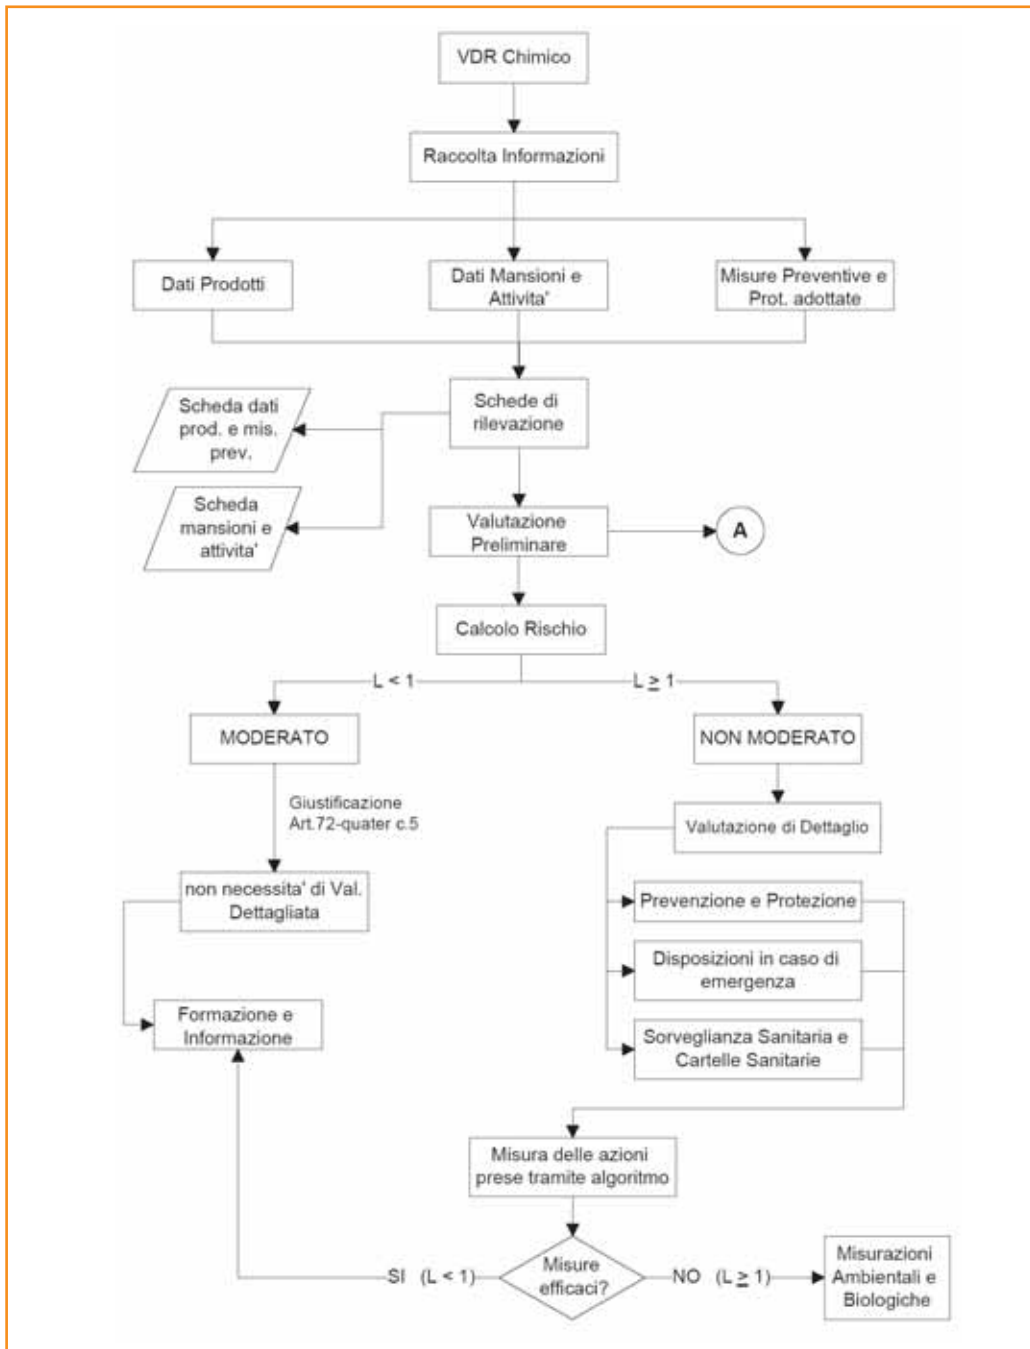 VDR Chimico
Raccolta Informazioni
Dati Prodotti
Dati Mansioni e
Attivita'
Misure Preventive e
Prot. adottate
Schede di
rilevazione
Scheda dati
prod. e mis.
prev.
Scheda
mansioni e
attivita'
Valutazione
Preliminare
A
Calcolo Rischio
L < 1
L ≥ 1
MODERATO
NON MODERATO
Giustificazione
Art.72-quater c.5
Valutazione di Dettaglio
non necessita' di Val.
Dettagliata
Prevenzione e Protezione
Disposizioni in caso di
emergenza
Formazione e
Informazione
Sorveglianza Sanitaria e
Cartelle Sanitarie
Misura delle azioni
prese tramite algoritmo
Misure
efficaci?
SI (L < 1)
NO (L ≥ 1)
Misurazioni
Ambientali e
Biologiche